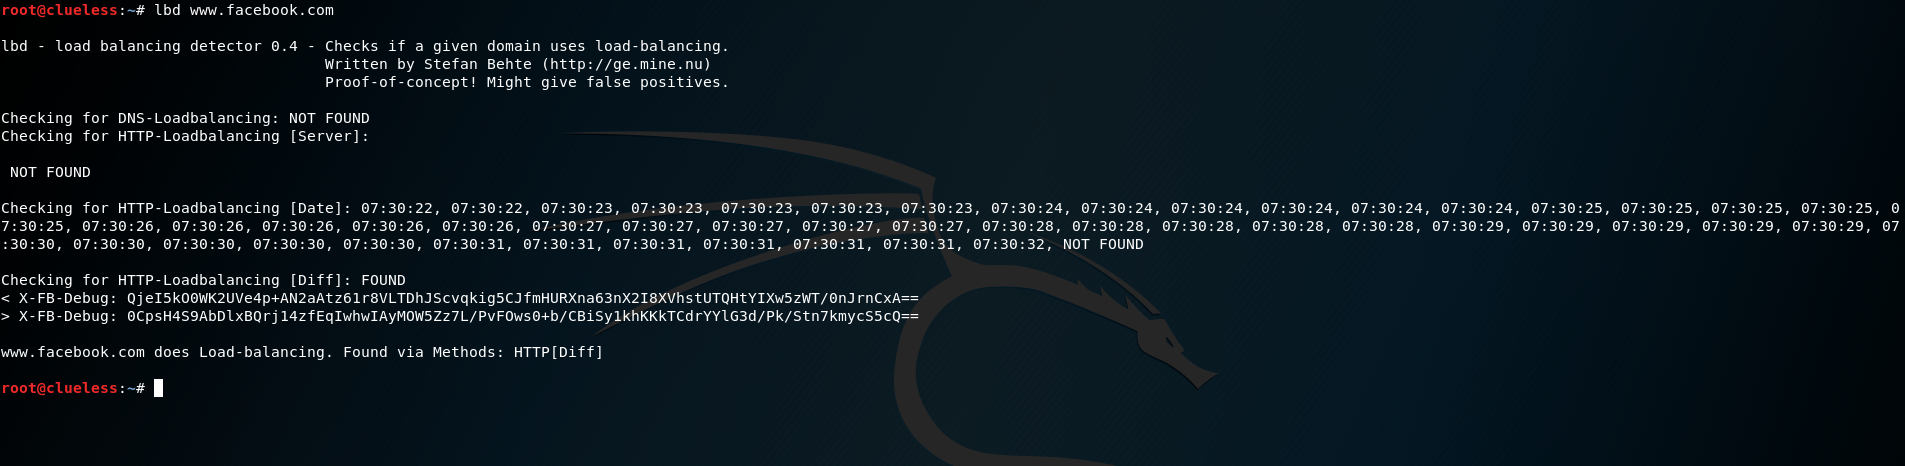 root@clueless:~# lbd www.facebook.com
lbd - load balancing detector 0.4 - Checks if a given domain uses load-balancing.
Written by Stefan Behte (http://ge.mine.nu)
Proof-of-concept! Might give false positives.
Checking for DNS-Loadbalancing: NOT FOUND
Checking for HTTP-Loadbalancing [Server]:
NOT FOUND
Checking for HTTP-Loadbalancing [Date]: 07:30:22, 07:30:22, 07:30:23, 07:30:23, 07:30:23, 07:30:23, 07:30:23, 07:30:24, 07:30:24, 07:30:24, 07:30:24, 07:30:24, 07:30:24, 07:30:25, 07:30:25, 07:30:25, 07:30:25, 0
7:30:25, 07:30:26, 07:30:26, 07:30:26, 07:30:26, 07:30:26, 07:30:27, 07:30:27, 07:30:27, 07:30:27, 07:30:27, 07:30:28, 07:30:28, 07:30:28, 07:30:28, 07:30:28, 07:30:29, 07:30:29, 07:30:29, 07:30:29, 07:30:29, 07
:30:30, 07:30:30, 07:30:30, 07:30:30, 07:30:30, 07:30:31, 07:30:31, 07:30:31, 07:30:31, 07:30:31, 07:30:31, 07:30:32, NOT FOUND
Checking for HTTP-Loadbalancing [Diff]: FOUND
< X-FB-Debug: QjeI5kO0WK2UVe4p+AN2aAtz61r8VLTDhJScvqkig5CJfmHURXna63nX2I8XVhstUTQHtYIXw5zWT/0nJrnCxA==
> X-FB-Debug: 0CpsH4S9AbDlxBQrj14zfEqIwhwIAyMOW5Zz7L/PvFOws0+b/CBiSy1khKKkTCdrYYlG3d/Pk/Stn7kmycS5cQ==
www.facebook.com does Load-balancing. Found via Methods: HTTP[Diff]
root@clueless:~#